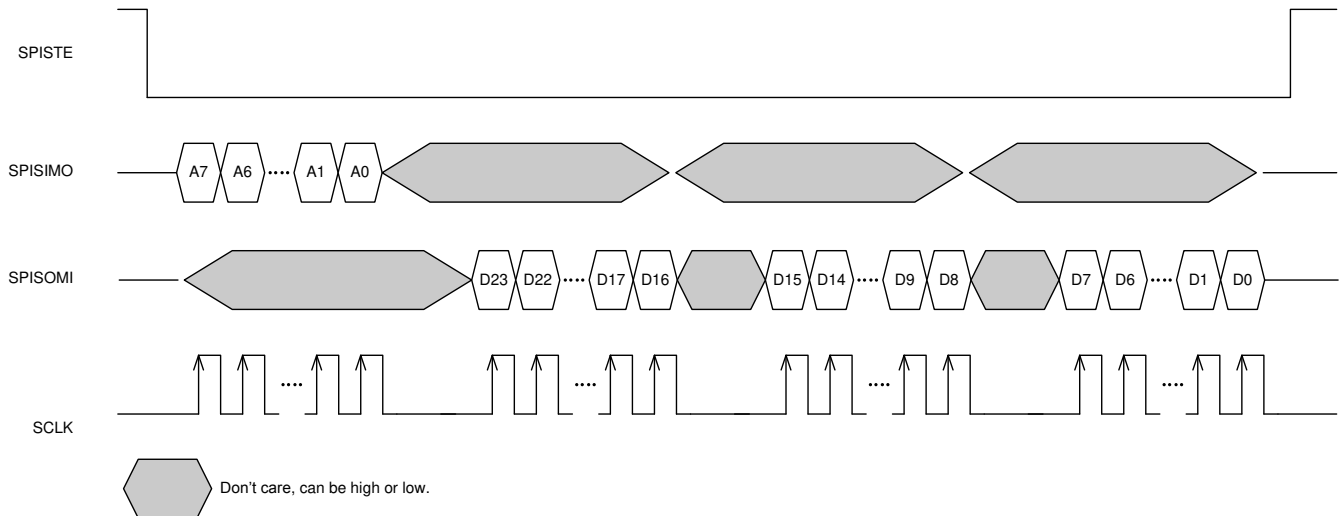 SPISTE
SPISIMO
A7 A6 .... A1 A0
SPISOMI
D23 D22 .... D17 D16 D15 D14 .... D9 D8 D7 D6 .... D1 D0
.... .... .... ....
SCLK
Don't care, can be high or low.